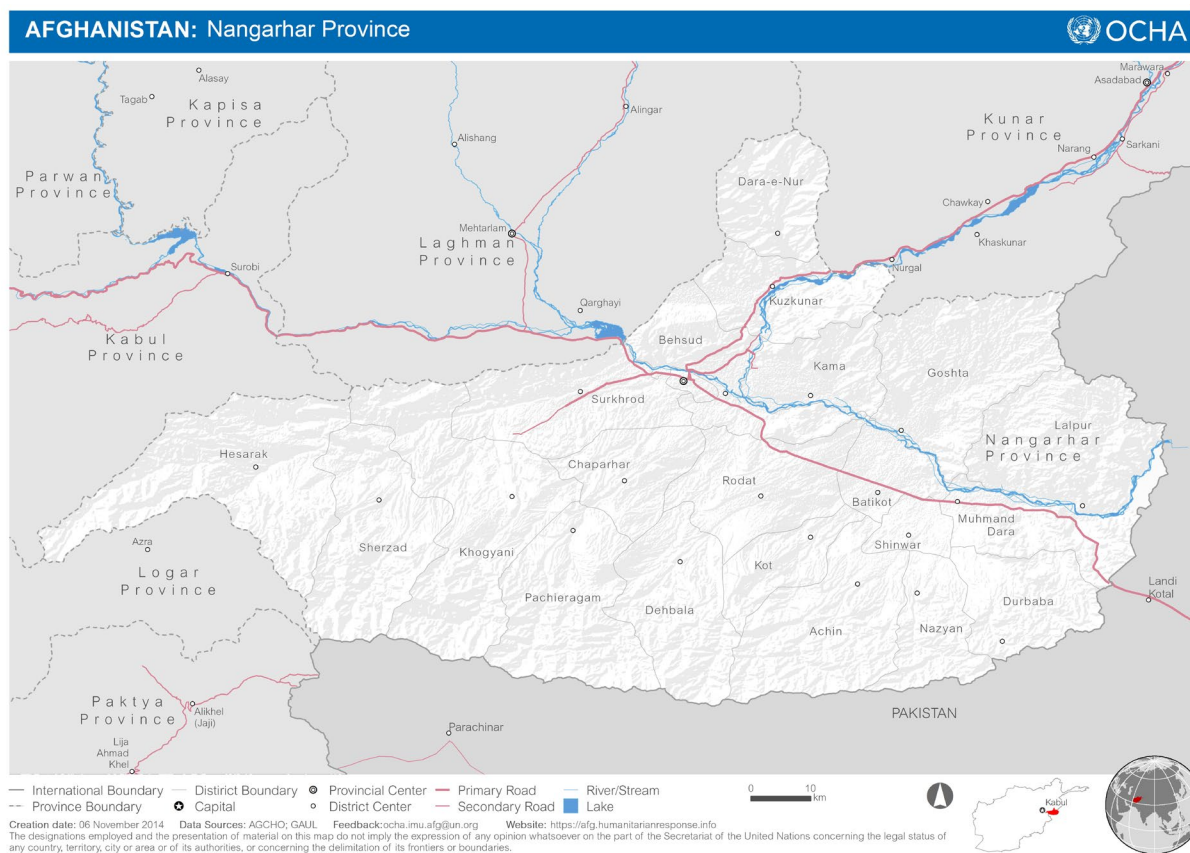 AFGHANISTAN: Nangarhar Province
OCHA
Alasay
Tagab
Kapisa
Province
Parwan
Province
Alishang
Alingar
Marawara
Asadabad
Kunar
Province
Narang
Sarkani
Dara-e-Nur
Chawkay
Khaskunar
Mehtarlam
Laghman
Province
Surobi
Nurgal
Kuzkunar
Qarghayi
Kabul
Province
Behsud
Kama
Goshta
Surkhrod
Lalpur
Nangarhar
Province
Hesarak
Chaparhar
Rodat
Batikot
Muhmand
Dara
Azra
Logar
Province
Sherzad
Khogyani
Shinwar
Kot
Pachieragam
Dehbala
Achin
Nazyan
Durbaba
Landi
Kotal
Paktya
Province
Alikhel
(Jaji)
Lija
Ahmad
Khel
Parachinar
PAKISTAN
International Boundary
District Boundary
Provincial Center
Primary Road
River/Stream
Province Boundary
Capital
District Center
Secondary Road
Lake
0 10
km
Kabul
Creation date: 06 November 2014 Data Sources: AGCHO; GAUL Feedback:ocha.imu.afg@un.org Website: https://afg.humanitarianresponse.info
The designations employed and the presentation of material on this map do not imply the expression of any opinion whatsoever on the part of the Secretariat of the United Nations concerning the legal status of
any country, territory, city or area or of its authorities, or concerning the delimitation of its frontiers or boundaries.